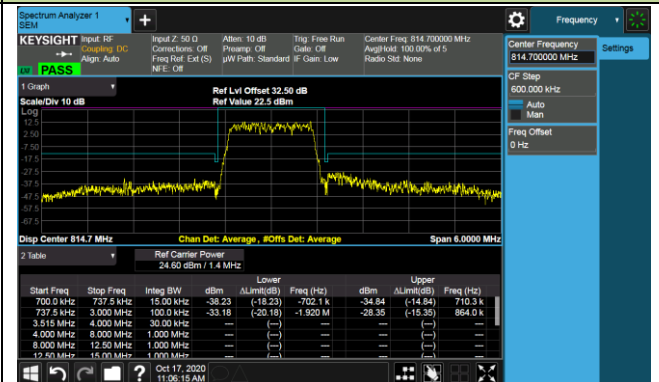 Spectrum Analyzer 1
SEM
Frequency
KEYSIGHT
Input: RF
Coupling: DC
Align: Auto
Input Z: 50 Ω
Corrections: Off
Freq Ref: Ext (S)
NFE: Off
Atten: 10 dB
Preamp: Off
µW Path: Standard
Trig: Free Run
Gate: Off
IF Gain: Low
Center Freq: 814.700000 MHz
Avg|Hold: 100.00% of 5
Radio Std: None
PASS
Center Frequency
814.700000 MHz
Settings
CF Step
600.000 kHz
Auto
Man
Freq Offset
0 Hz
1 Graph
Scale/Div 10 dB
Ref Lvl Offset 32.50 dB
Ref Value 22.5 dBm
Log
12.5
2.50
-7.50
-17.5
-27.5
-37.5
-47.5
-57.5
-67.5
Disp Center 814.7 MHz
Chan Det: Average, #Offs Det: Average
Span 6.0000 MHz
2 Table
Ref Carrier Power
24.60 dBm / 1.4 MHz
Lower Upper
Start Freq Stop Freq Integ BW dBm ΔLimit(dB) Freq (Hz) dBm ΔLimit(dB) Freq (Hz)
700.0 kHz 737.5 kHz 15.00 kHz -38.23 (-18.23) -702.1 k -34.84 (-14.84) 710.3 k
737.5 kHz 3.000 MHz 100.0 kHz -33.18 (-20.18) -1.920 M -28.35 (-15.35) 864.0 k
3.515 MHz 4.000 MHz 30.00 kHz --- (---) --- --- (---) ---
4.000 MHz 8.000 MHz 1.000 MHz --- (---) --- --- (---) ---
8.000 MHz 12.50 MHz 1.000 MHz --- (---) --- --- (---) ---
12.50 MHz 15.00 MHz 1.000 MHz --- (---) --- --- (---) ---
?
Oct 17, 2020
11:06:15 AM